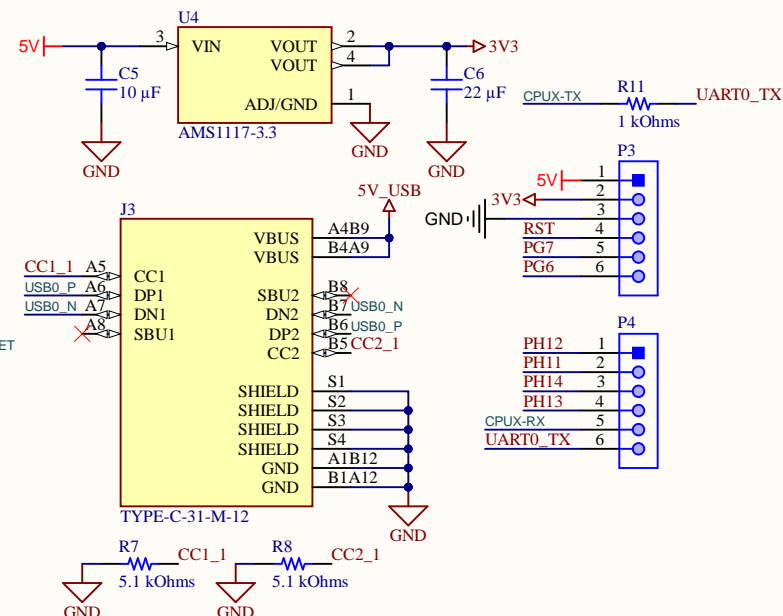 U4
5V
3
VIN
VOUT
2
3V3
VOUT
4
C5
10 µF
ADJ/GND
1
C6
22 µF
AMS1117-3.3
GND
GND
GND
CPUX-TX
R11
UART0_TX
1 kOhms
P3
5V
1
3V3
2
GND
3
RST
4
PG7
5
PG6
6
5V_USB
J3
VBUS
A4B9
VBUS
B4A9
CC1_1
A5
CC1
USB0_P
A6
DP1
USB0_N
A7
DN1
A8
SBU1
SBU2
B8
DN2
B7
USB0_N
DP2
B6
USB0_P
CC2
B5
CC2_1
SHIELD
S1
SHIELD
S2
SHIELD
S3
SHIELD
S4
GND
A1B12
GND
B1A12
TYPE-C-31-M-12
GND
ET
P4
PH12
1
PH11
2
PH14
3
PH13
4
CPUX-RX
5
UART0_TX
6
R7
CC1_1
5.1 kOhms
GND
R8
CC2_1
5.1 kOhms
GND